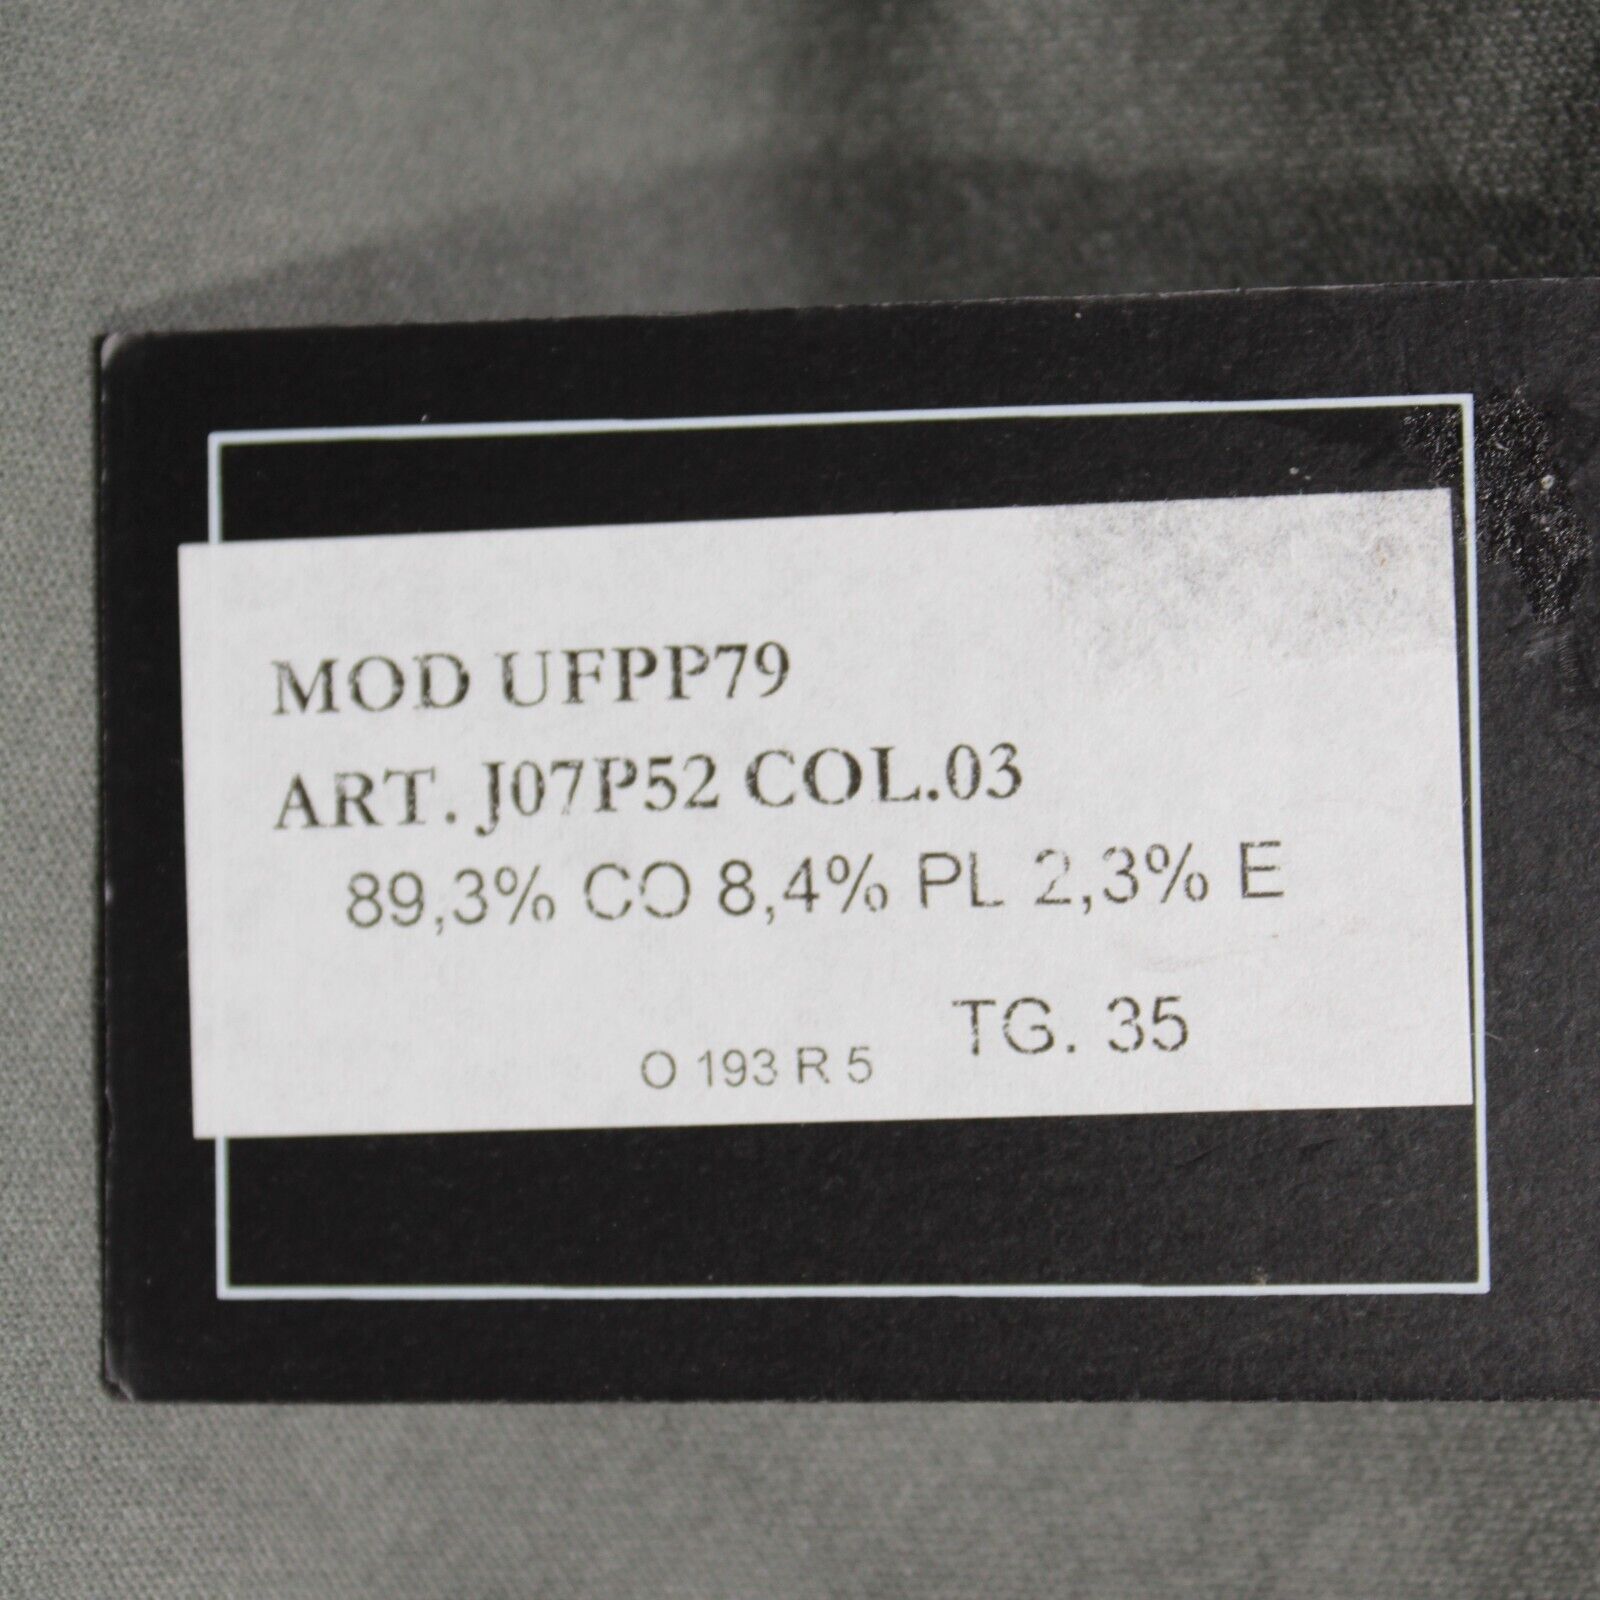 MOD UFPP79
ART. J07P52 COL.03
89,3% CO 8,4% PL 2,3% E
TG. 35
O 193 R 5